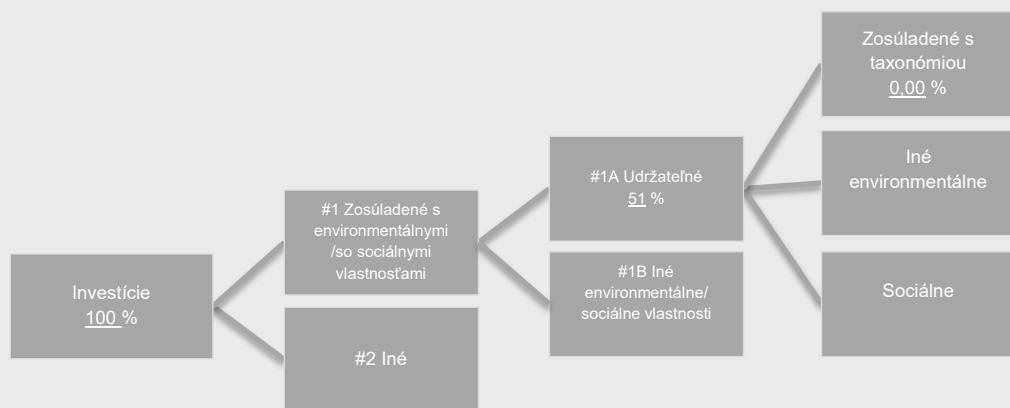 Investície
100 %
#1 Zosúladené s
environmentálnymi
/so sociálnymi
vlastnosťami
#2 Iné
#1A Udržateľné
51 %
#1B Iné
environmentálne/
sociálne vlastnosti
Zosúladené s
taxonómiou
0,00 %
Iné
environmentálne
Sociálne